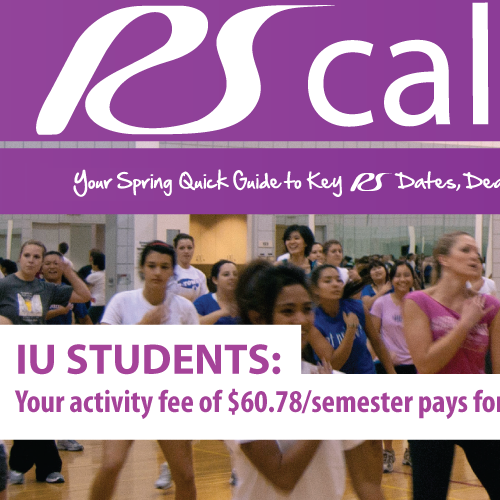 RS cal
Your Spring Quick Guide to Key RS Dates, Dea
IU STUDENTS:
Your activity fee of $60.78/semester pays for